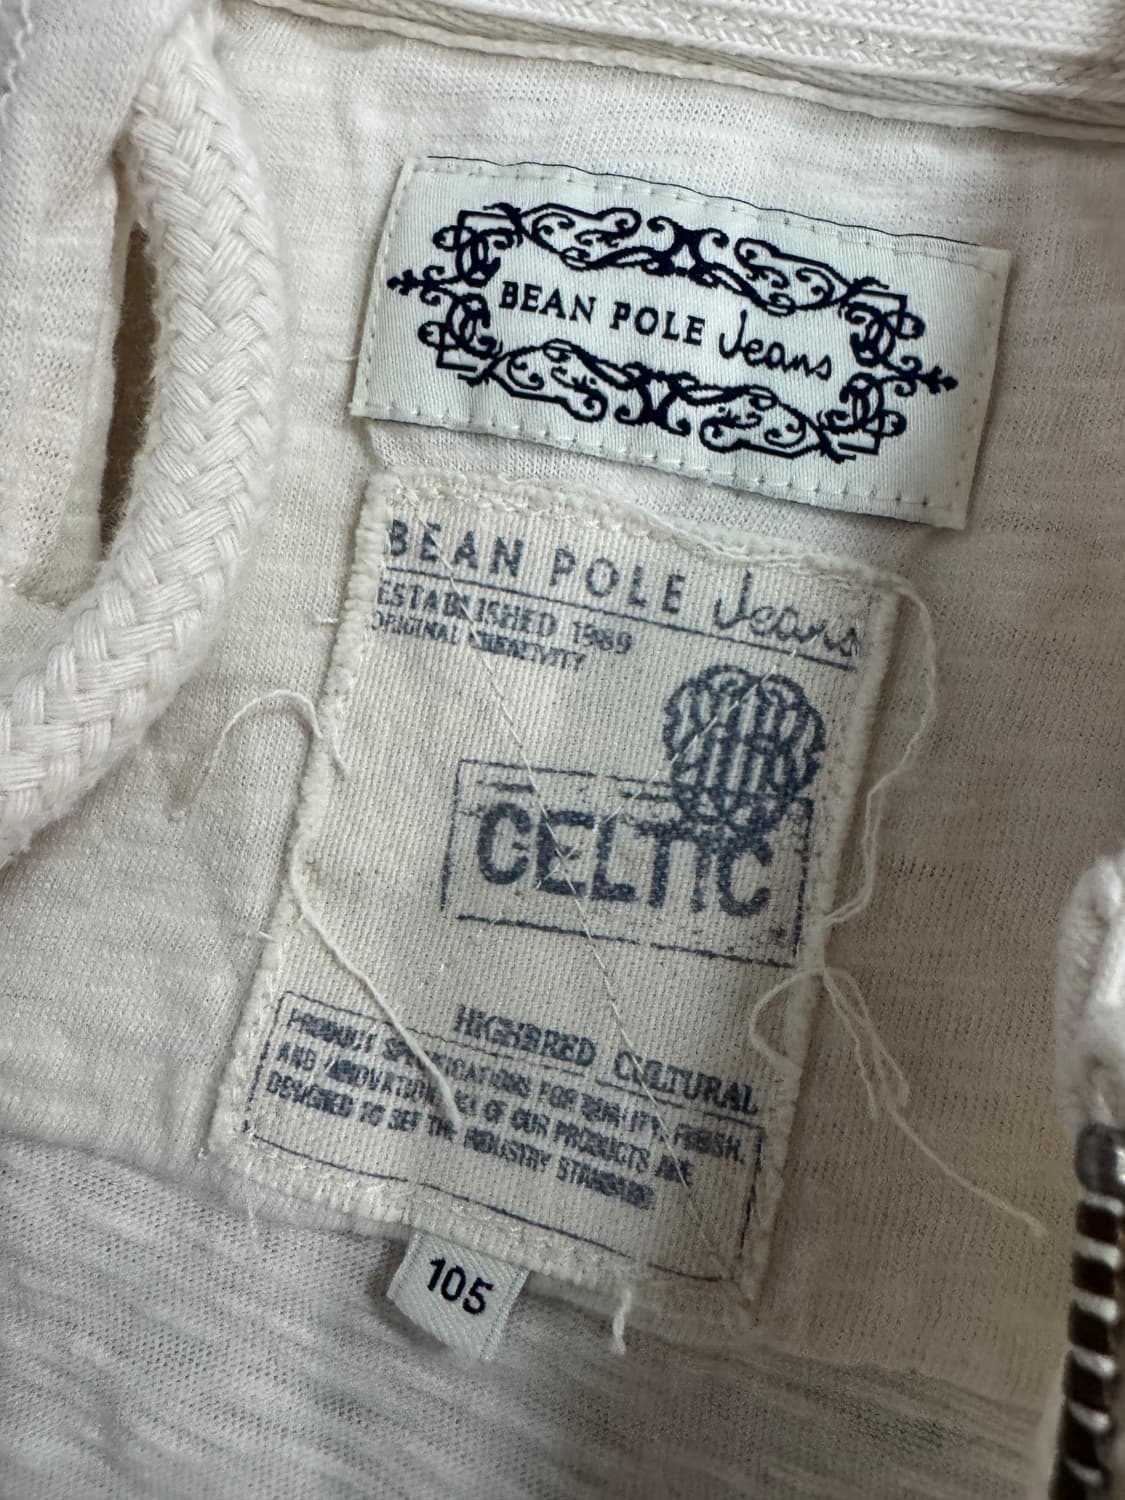 BEAN POLE Jeans
BEAN POLE Jeans
ESTABLISHED 1989
ORIGINAL
CELTIC
HIGHBRED CULTURAL
PRODUCT SPECIFICATIONS FOR QUALITY, FINISH,
AND INNOVATION OF OUR PRODUCTS ARE
DESIGNED TO SET THE INDUSTRY STANDARD
105